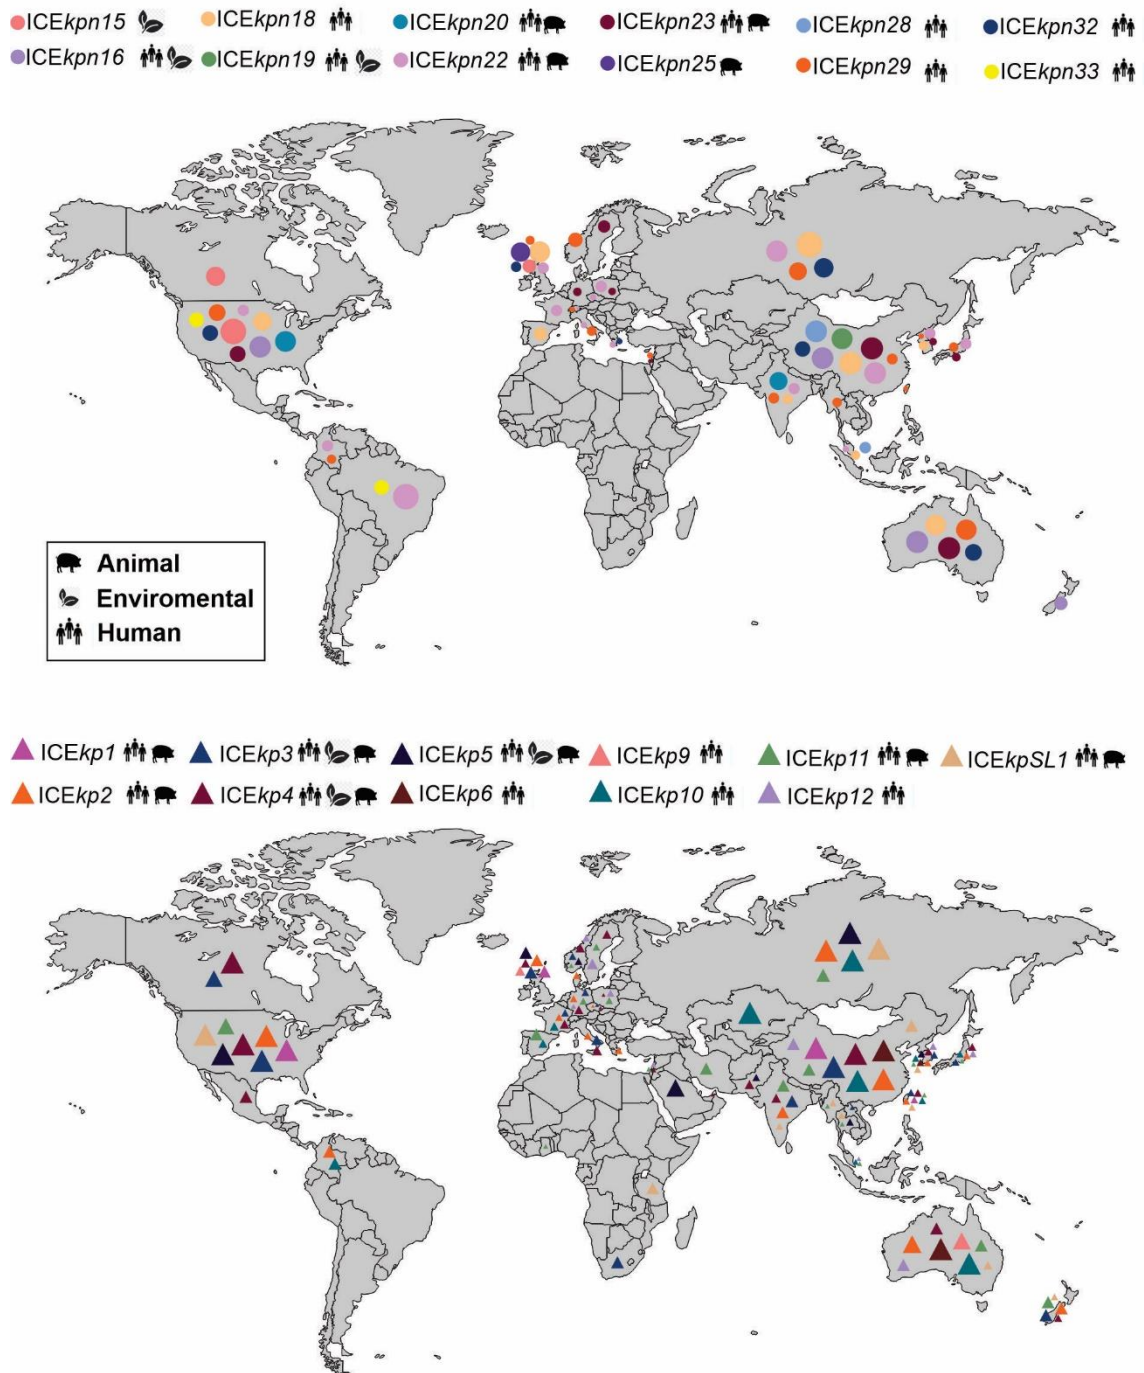 ICEkpn15 ICEkpn18 ICEkpn20 ICEkpn23 ICEkpn28 ICEkpn32
ICEkpn16 ICEkpn19 ICEkpn22 ICEkpn25 ICEkpn29 ICEkpn33
Animal
Enviromental
Human
ICEkp1 ICEkp3 ICEkp5 ICEkp9 ICEkp11 ICEkpSL1
ICEkp2 ICEkp4 ICEkp6 ICEkp10 ICEkp12